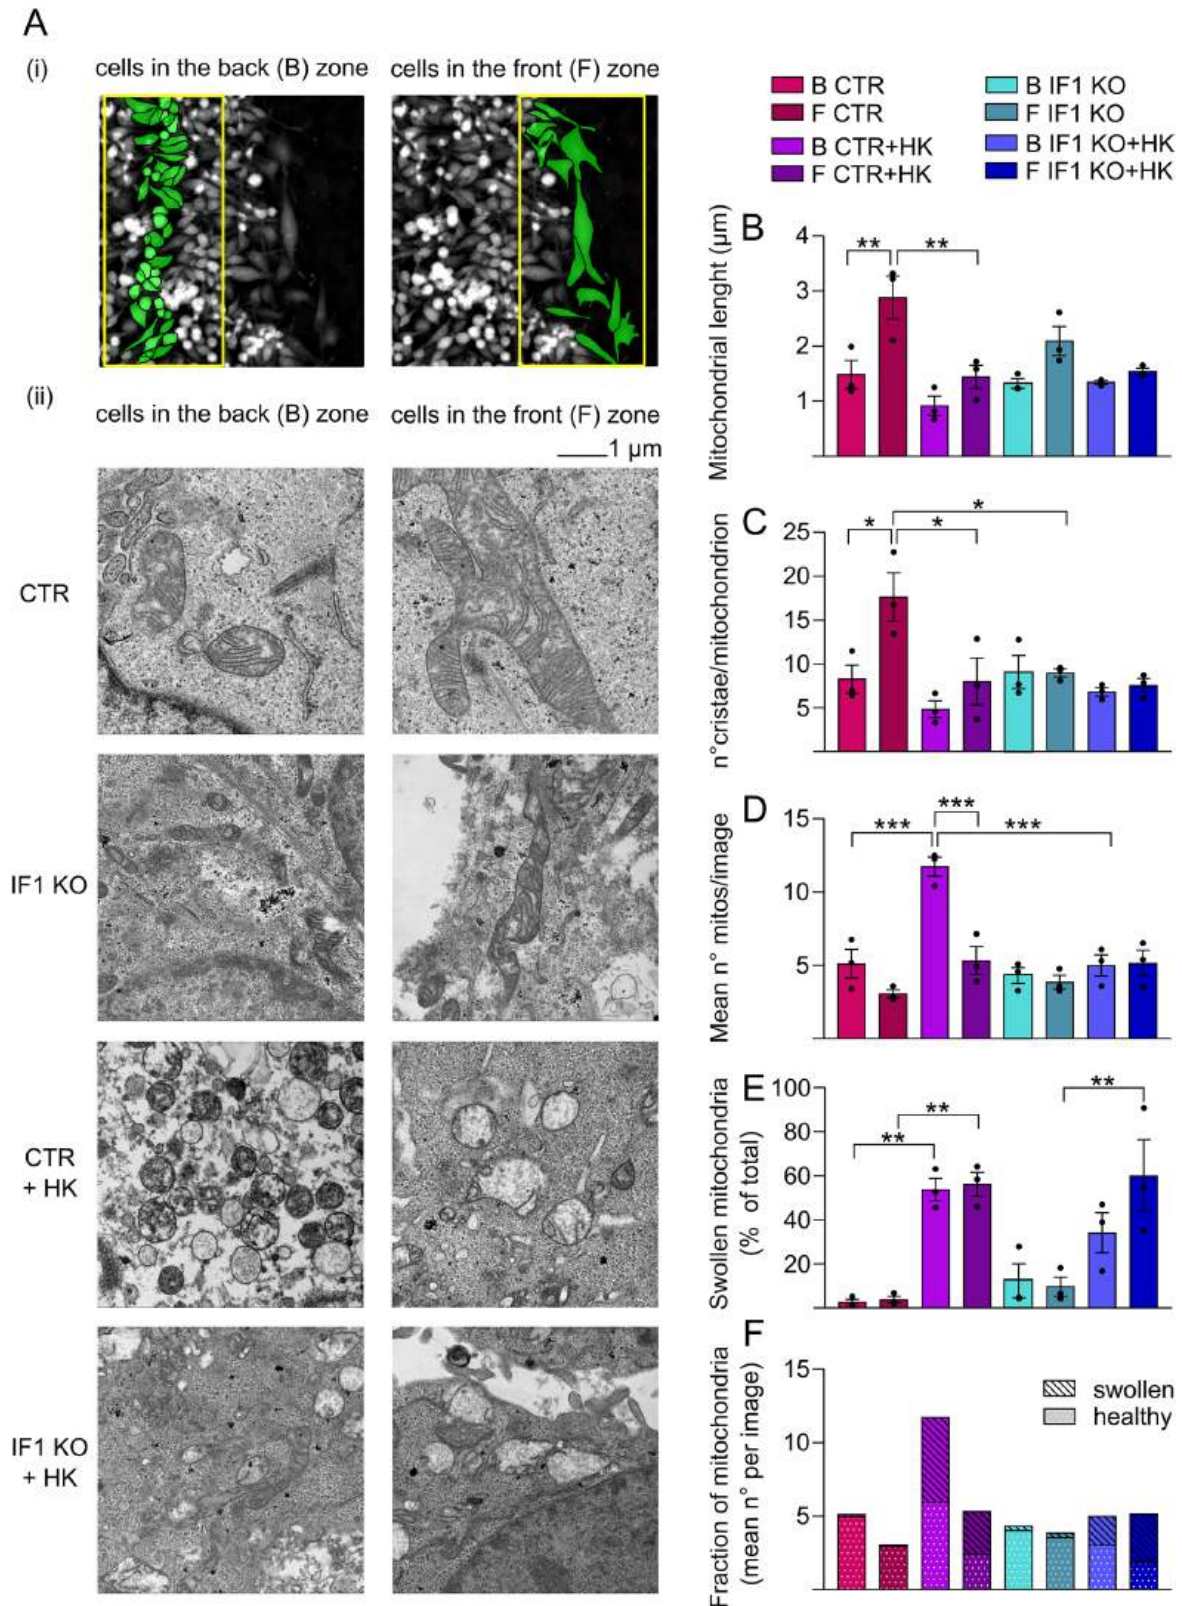 A
(i)
cells in the back (B) zone
cells in the front (F) zone
(ii)
cells in the back (B) zone
cells in the front (F) zone
1 µm
CTR
IF1 KO
CTR
+ HK
IF1 KO
+ HK
B CTR
F CTR
B CTR+HK
F CTR+HK
B IF1 KO
F IF1 KO
B IF1 KO+HK
F IF1 KO+HK
B
Mitochondrial lenght (µm)
4
3
2
1
**
**
C
n°cristae/mitochondrion
25
20
15
10
5
*
*
*
D
Mean n° mitos/image
15
10
5
***
***
***
E
Swollen mitochondria
(% of total)
100
80
60
40
20
**
**
**
F
Fraction of mitochondria
(mean n° per image)
15
10
5
swollen
healthy